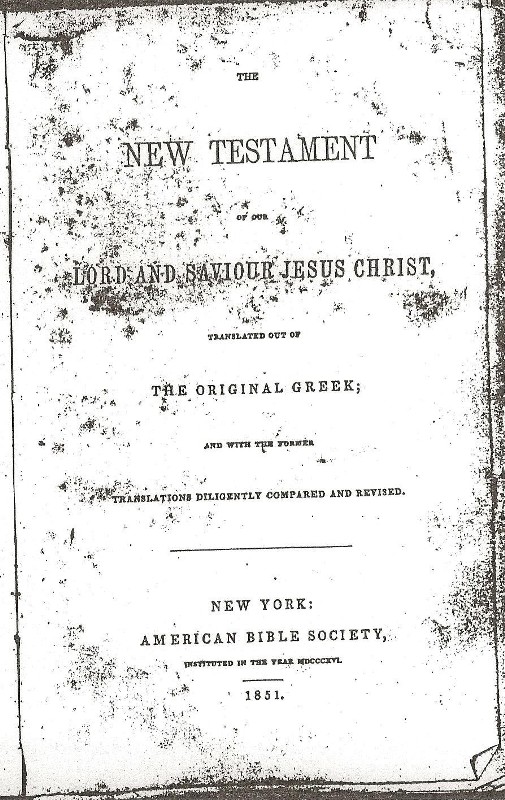 THE
NEW TESTAMENT
OF OUR
LORD AND SAVIOUR JESUS CHRIST,
TRANSLATED OUT OF
THE ORIGINAL GREEK;
AND WITH THE FORMER
TRANSLATIONS DILIGENTLY COMPARED AND REVISED.
NEW YORK:
AMERICAN BIBLE SOCIETY,
INSTITUTED IN THE YEAR MDCCCXVI.
1851.